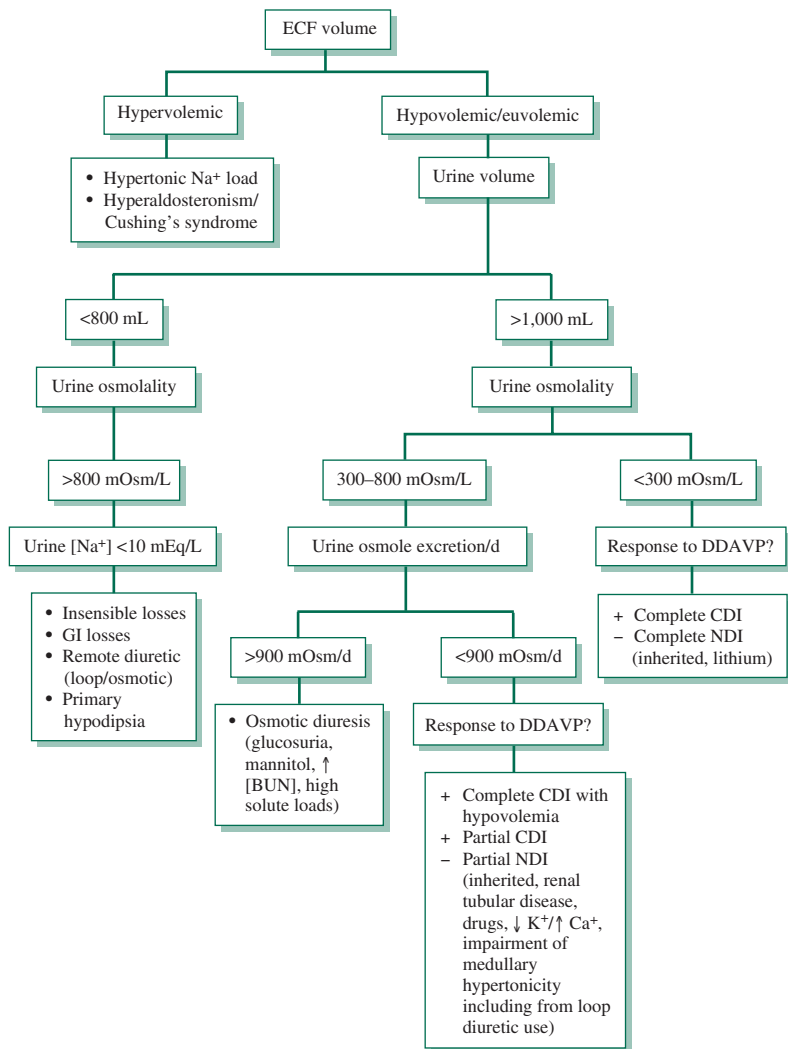 ECF volume
Hypervolemic
Hypovolemic/euvolemic
• Hypertonic Na⁺ load
• Hyperaldosteronism/
Cushing's syndrome
Urine volume
<800 mL
>1,000 mL
Urine osmolality
Urine osmolality
>800 mOsm/L
300–800 mOsm/L
<300 mOsm/L
Urine [Na⁺] <10 mEq/L
Urine osmole excretion/d
Response to DDAVP?
• Insensible losses
• GI losses
• Remote diuretic
(loop/osmotic)
• Primary
hypodipsia
>900 mOsm/d
<900 mOsm/d
+ Complete CDI
− Complete NDI
(inherited, lithium)
• Osmotic diuresis
(glucosuria,
mannitol, ↑
[BUN], high
solute loads)
Response to DDAVP?
+ Complete CDI with
hypovolemia
+ Partial CDI
− Partial NDI
(inherited, renal
tubular disease,
drugs, ↓ K⁺/↑ Ca⁺,
impairment of
medullary
hypertonicity
including from loop
diuretic use)